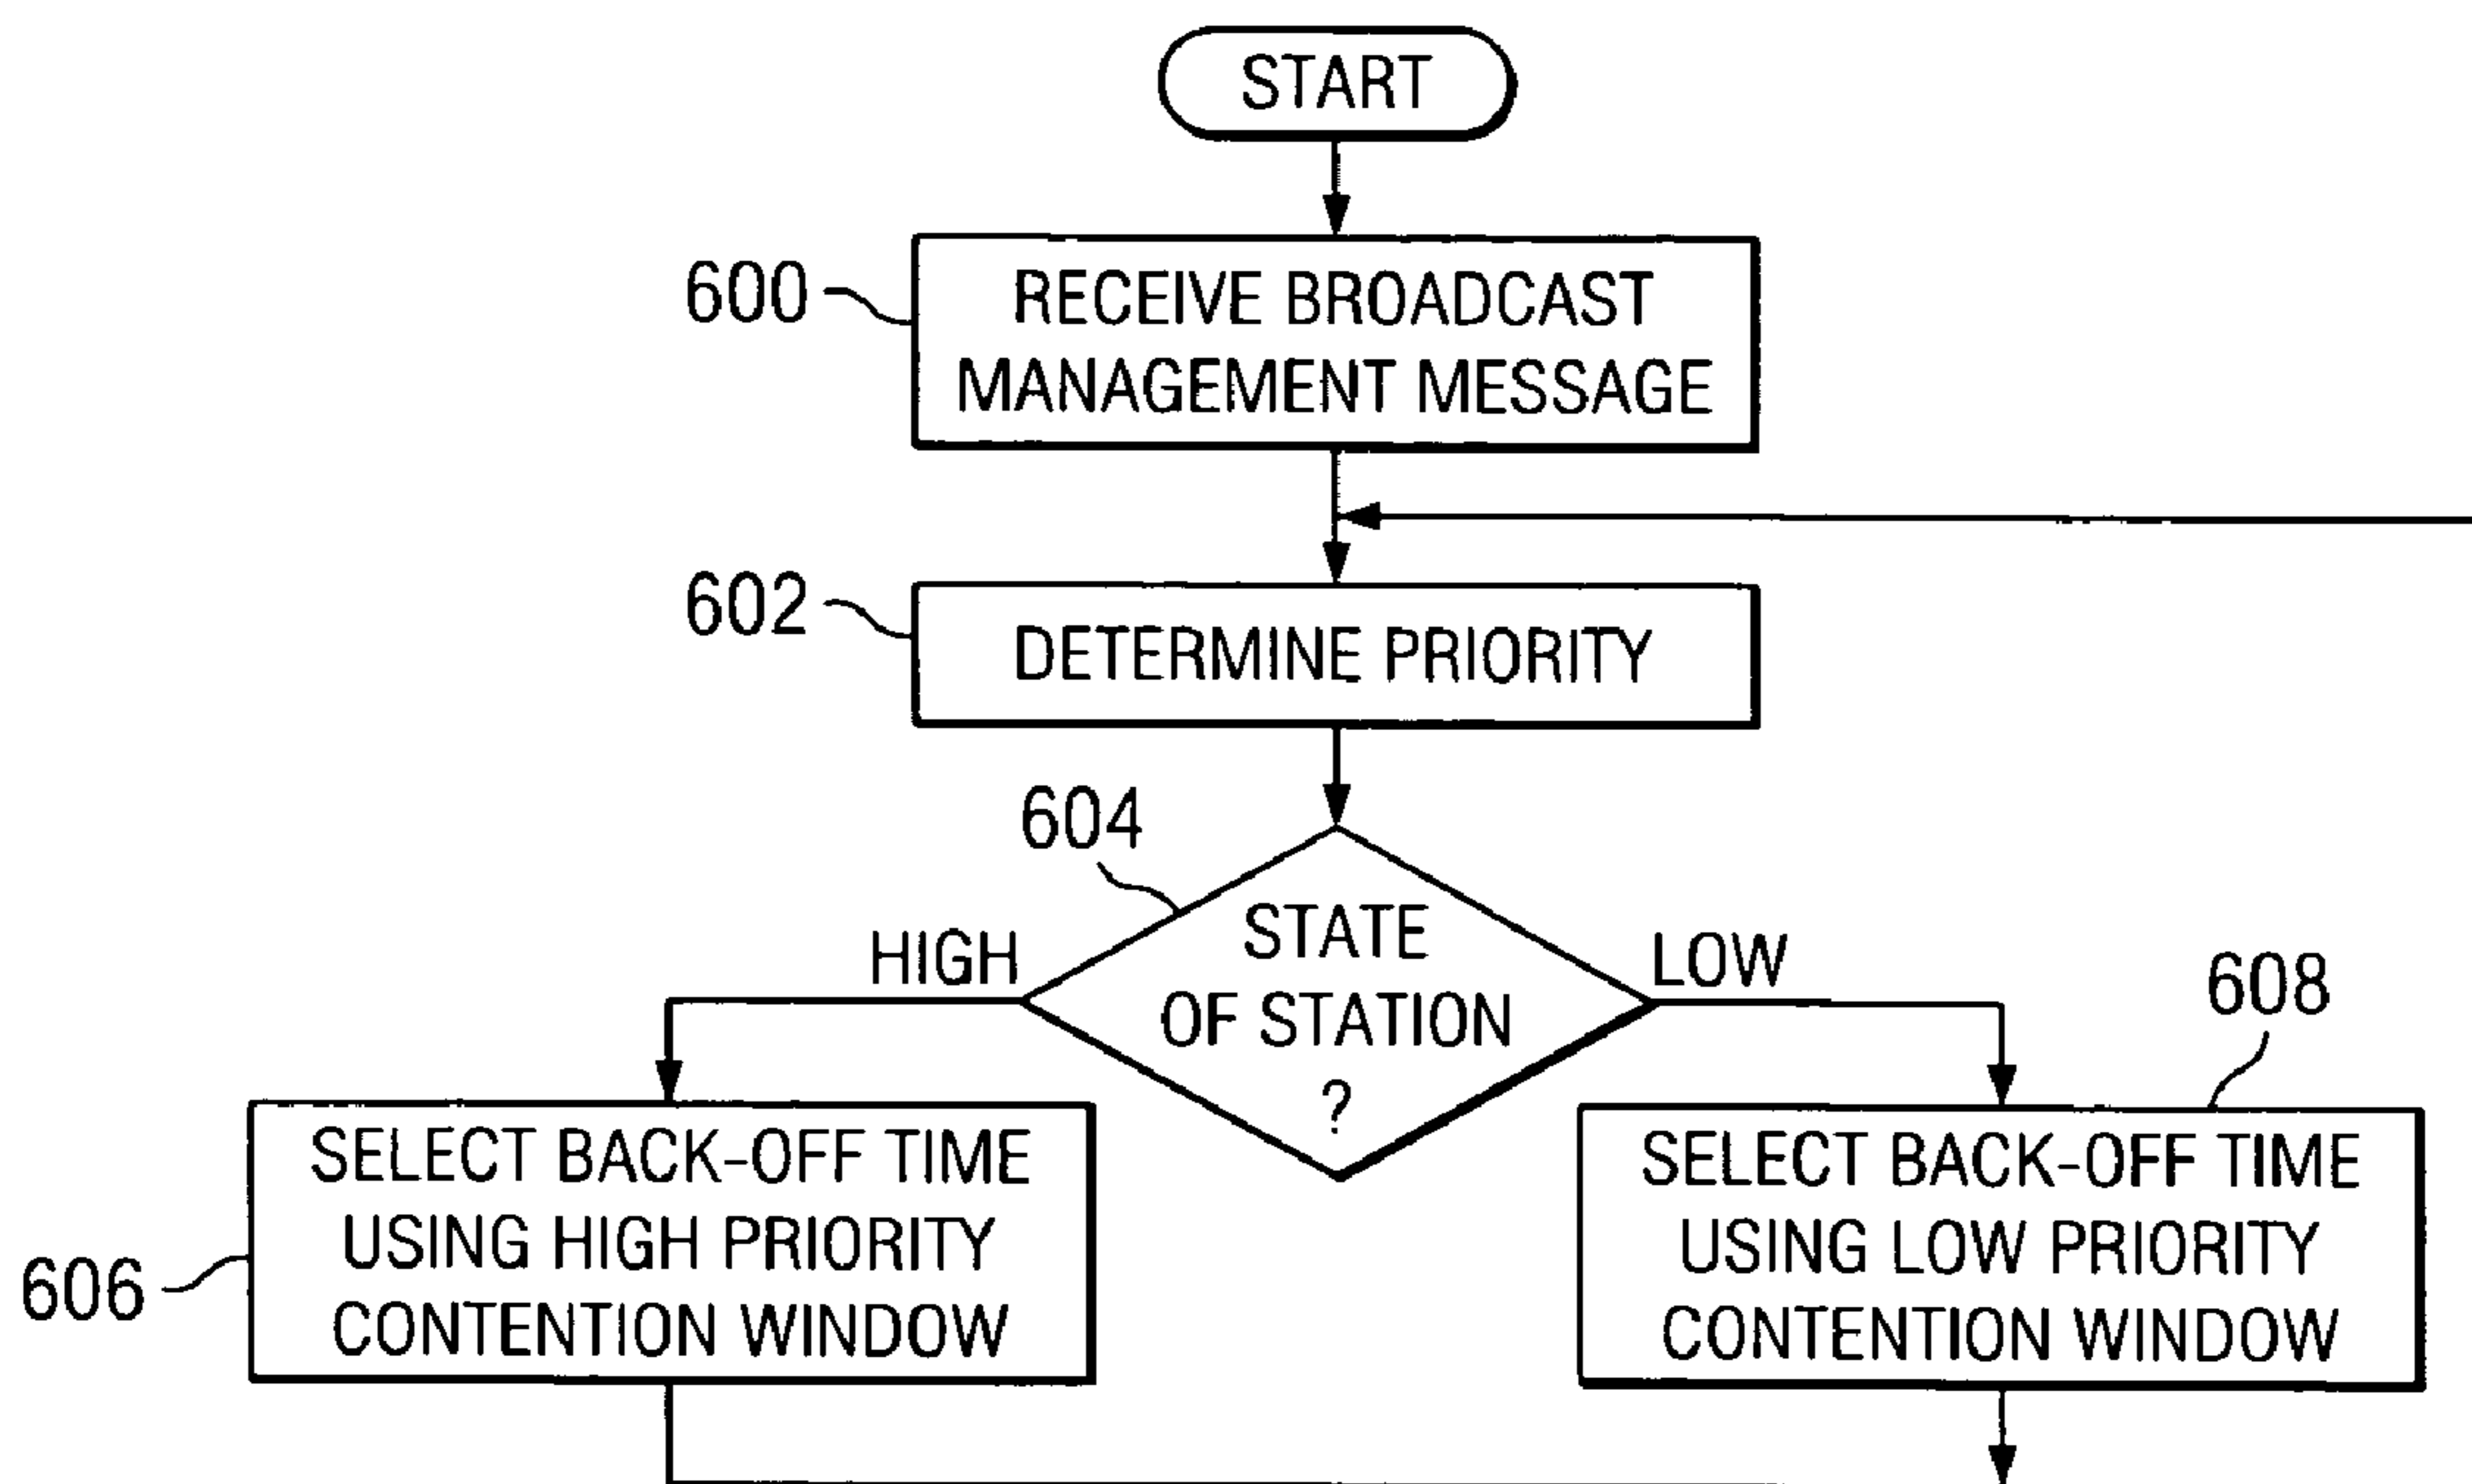 START
600
RECEIVE BROADCAST
MANAGEMENT MESSAGE
602
DETERMINE PRIORITY
604
STATE
OF STATION
?
HIGH
LOW
608
606
SELECT BACK-OFF TIME
USING HIGH PRIORITY
CONTENTION WINDOW
SELECT BACK-OFF TIME
USING LOW PRIORITY
CONTENTION WINDOW